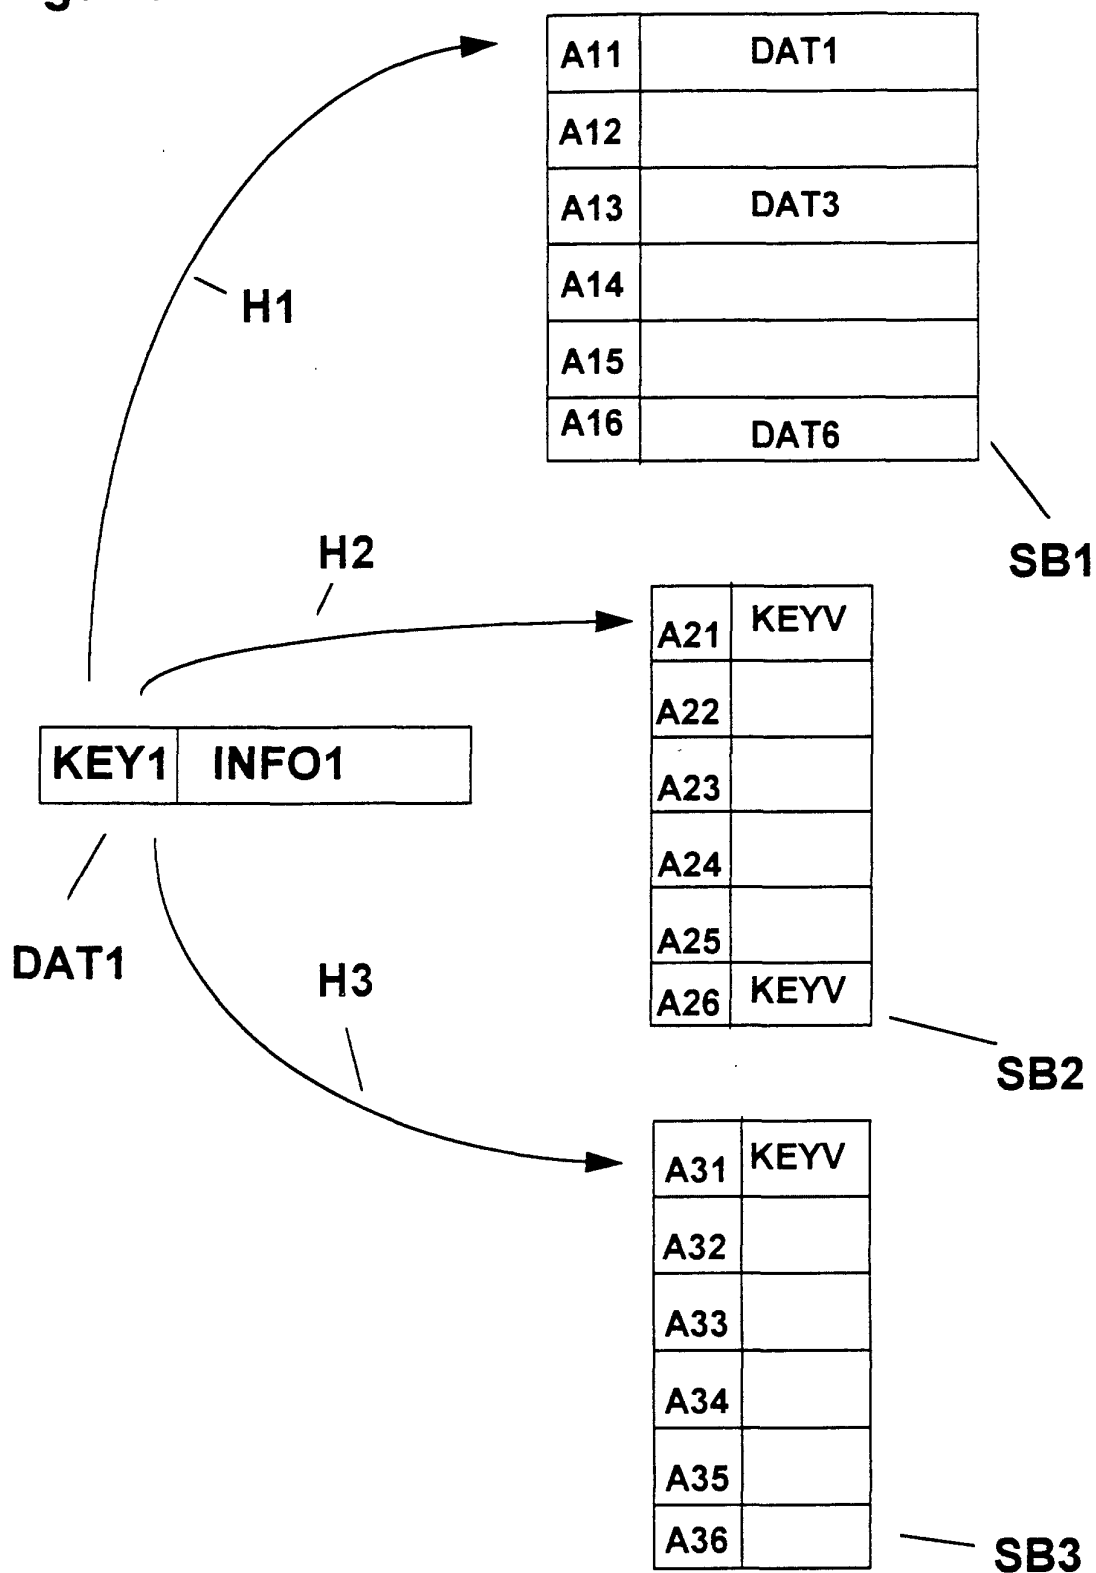 A11 DAT1
A12
A13 DAT3
A14
A15
A16 DAT6
H1
SB1
H2
A21 KEYV
A22
A23
A24
A25
A26 KEYV
SB2
KEY1 INFO1
DAT1
H3
A31 KEYV
A32
A33
A34
A35
A36
SB3